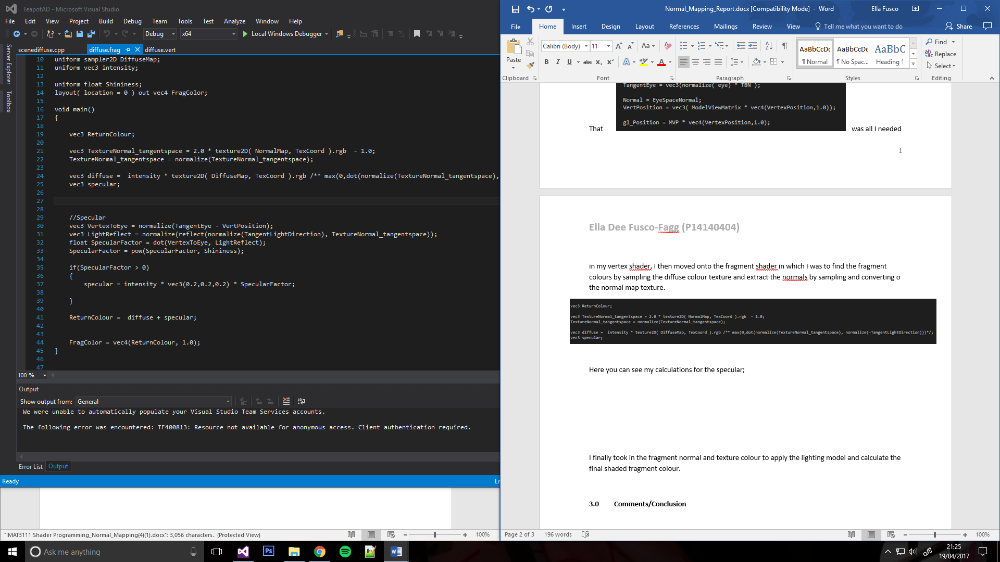 TeapotAD - Microsoft Visual Studio
File Edit View Project Build Debug Team Tools Test Analyze Window Help
Debug x64 Local Windows Debugger
Server Explorer
Toolbox
scenediffuse.cpp diffuse.frag diffuse.vert
10 uniform sampler2D DiffuseMap;
11 uniform vec3 intensity;
12
13 uniform float Shininess;
14 layout( location = 0 ) out vec4 FragColor;
15
16 void main()
17 {
18
19 vec3 ReturnColour;
20
21 vec3 TextureNormal_tangentspace = 2.0 * texture2D( NormalMap, TexCoord ).rgb - 1.0;
22 TextureNormal_tangentspace = normalize(TextureNormal_tangentspace);
23
24 vec3 diffuse = intensity * texture2D( DiffuseMap, TexCoord ).rgb /** max(0,dot(normalize(TextureNormal_tangentspace),
25 vec3 specular;
26
27
28
29 //Specular
30 vec3 VertexToEye = normalize(TangentEye - VertPosition);
31 vec3 LightReflect = normalize(reflect(normalize(TangentLightDirection), TextureNormal_tangentspace));
32 float SpecularFactor = dot(VertexToEye, LightReflect);
33 SpecularFactor = pow(SpecularFactor, Shininess);
34
35 if(SpecularFactor > 0)
36 {
37 specular = intensity * vec3(0.2,0.2,0.2) * SpecularFactor;
38
39 }
40
41 ReturnColour = diffuse + specular;
42
43
44 FragColor = vec4(ReturnColour, 1.0);
45 }
46
47
100 %
Output
Show output from: General
We were unable to automatically populate your Visual Studio Team Services accounts.
The following error was encountered: TF400813: Resource not available for anonymous access. Client authentication required.
Error List Output
Ready Ln
"IMAT3111 Shader Programming_Normal_Mapping(4)(1).docx": 3,056 characters. (Protected View) 100%
Normal_Mapping_Report.docx [Compatibility Mode] - Word Ella Fusco
File Home Insert Design Layout References Mailings Review View Tell me what you want to do Share
Paste
Calibri (Body) 11
AaBbCcDc AaBbCcDc AaBbC
¶ Normal ¶ No Spac... Heading 1
Find
Replace
Select
Clipboard Font Paragraph Styles Editing
TangentEye = vec3(normalize( eye) * TBN );
Normal = EyeSpaceNormal;
VertPosition = vec3( ModelViewMatrix * vec4(VertexPosition,1.0));
gl_Position = MVP * vec4(VertexPosition,1.0);
That was all I needed
1
Ella Dee Fusco-Fagg (P14140404)
in my vertex shader, I then moved onto the fragment shader in which I was to find the fragment
colours by sampling the diffuse colour texture and extract the normals by sampling and converting o
the normal map texture.
vec3 ReturnColour;
vec3 TextureNormal_tangentspace = 2.0 * texture2D( NormalMap, TexCoord ).rgb - 1.0;
TextureNormal_tangentspace = normalize(TextureNormal_tangentspace);
vec3 diffuse = intensity * texture2D( DiffuseMap, TexCoord ).rgb /** max(0,dot(normalize(TextureNormal_tangentspace), normalize(-TangentLightDirection)))*/;
vec3 specular;
Here you can see my calculations for the specular;
I finally took in the fragment normal and texture colour to apply the lighting model and calculate the
final shaded fragment colour.
3.0 Comments/Conclusion
Page 2 of 3 196 words 100%
Ask me anything
21:25
19/04/2017